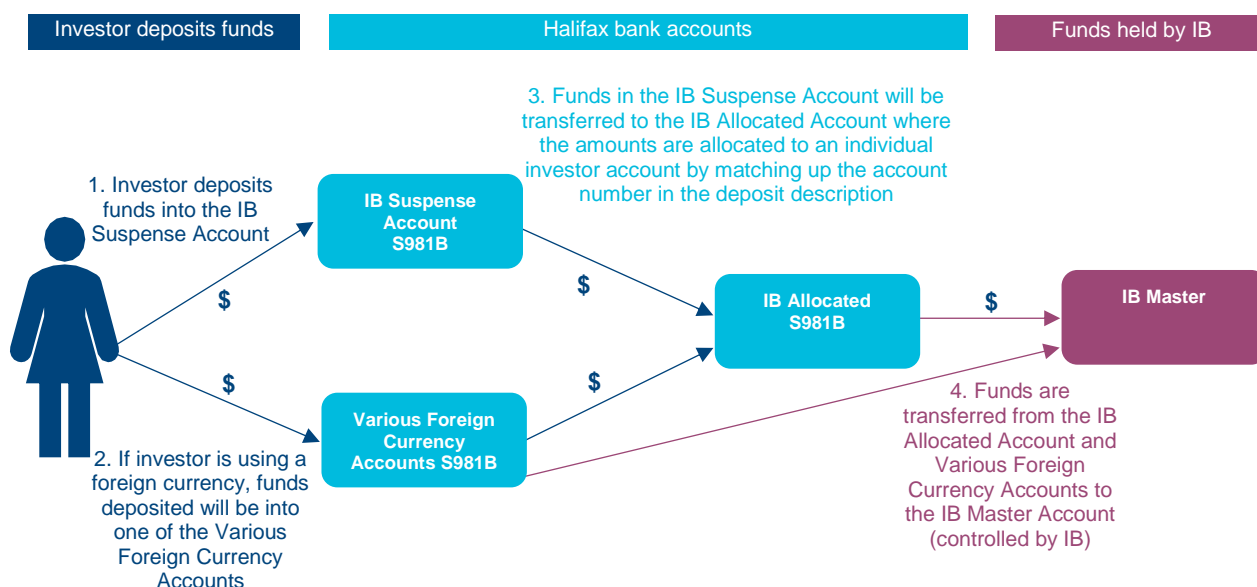 Investor deposits funds
Halifax bank accounts
Funds held by IB
1. Investor deposits
funds into the IB
Suspense Account
3. Funds in the IB Suspense Account will be
transferred to the IB Allocated Account where
the amounts are allocated to an individual
investor account by matching up the account
number in the deposit description
IB Suspense
Account
S981B
$
$
IB Allocated
S981B
$
IB Master
$
$
Various Foreign
Currency
Accounts S981B
2. If investor is using a
foreign currency, funds
deposited will be into
one of the Various
Foreign Currency
Accounts
4. Funds are
transferred from the IB
Allocated Account and
Various Foreign
Currency Accounts to
the IB Master Account
(controlled by IB)